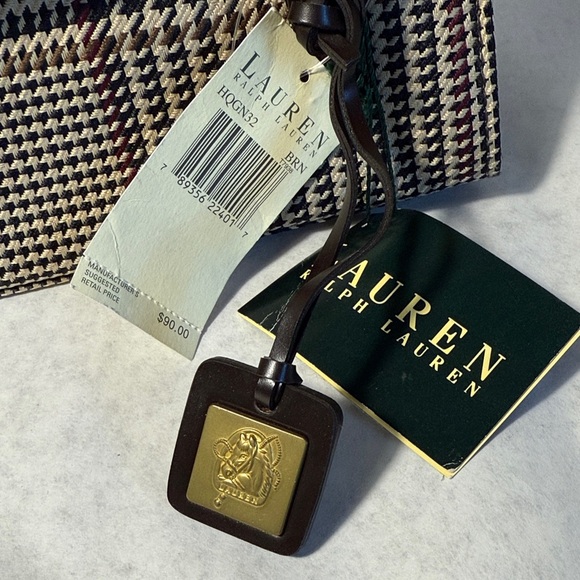 LAUREN
RALPH LAUREN
HQGN32
BRN
7 89356 22401 7
MANUFACTURER'S
SUGGESTED
RETAIL PRICE
$90.00
LAUREN
RALPH LAUREN
LAUREN